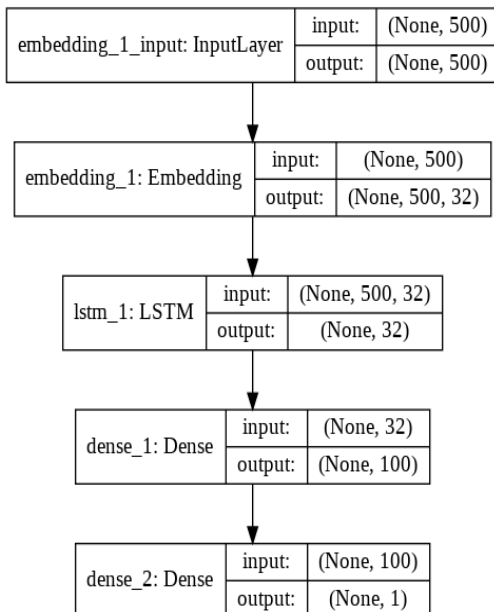 embedding_1_input: InputLayer
input: (None, 500)
output: (None, 500)
embedding_1: Embedding
input: (None, 500)
output: (None, 500, 32)
lstm_1: LSTM
input: (None, 500, 32)
output: (None, 32)
dense_1: Dense
input: (None, 32)
output: (None, 100)
dense_2: Dense
input: (None, 100)
output: (None, 1)